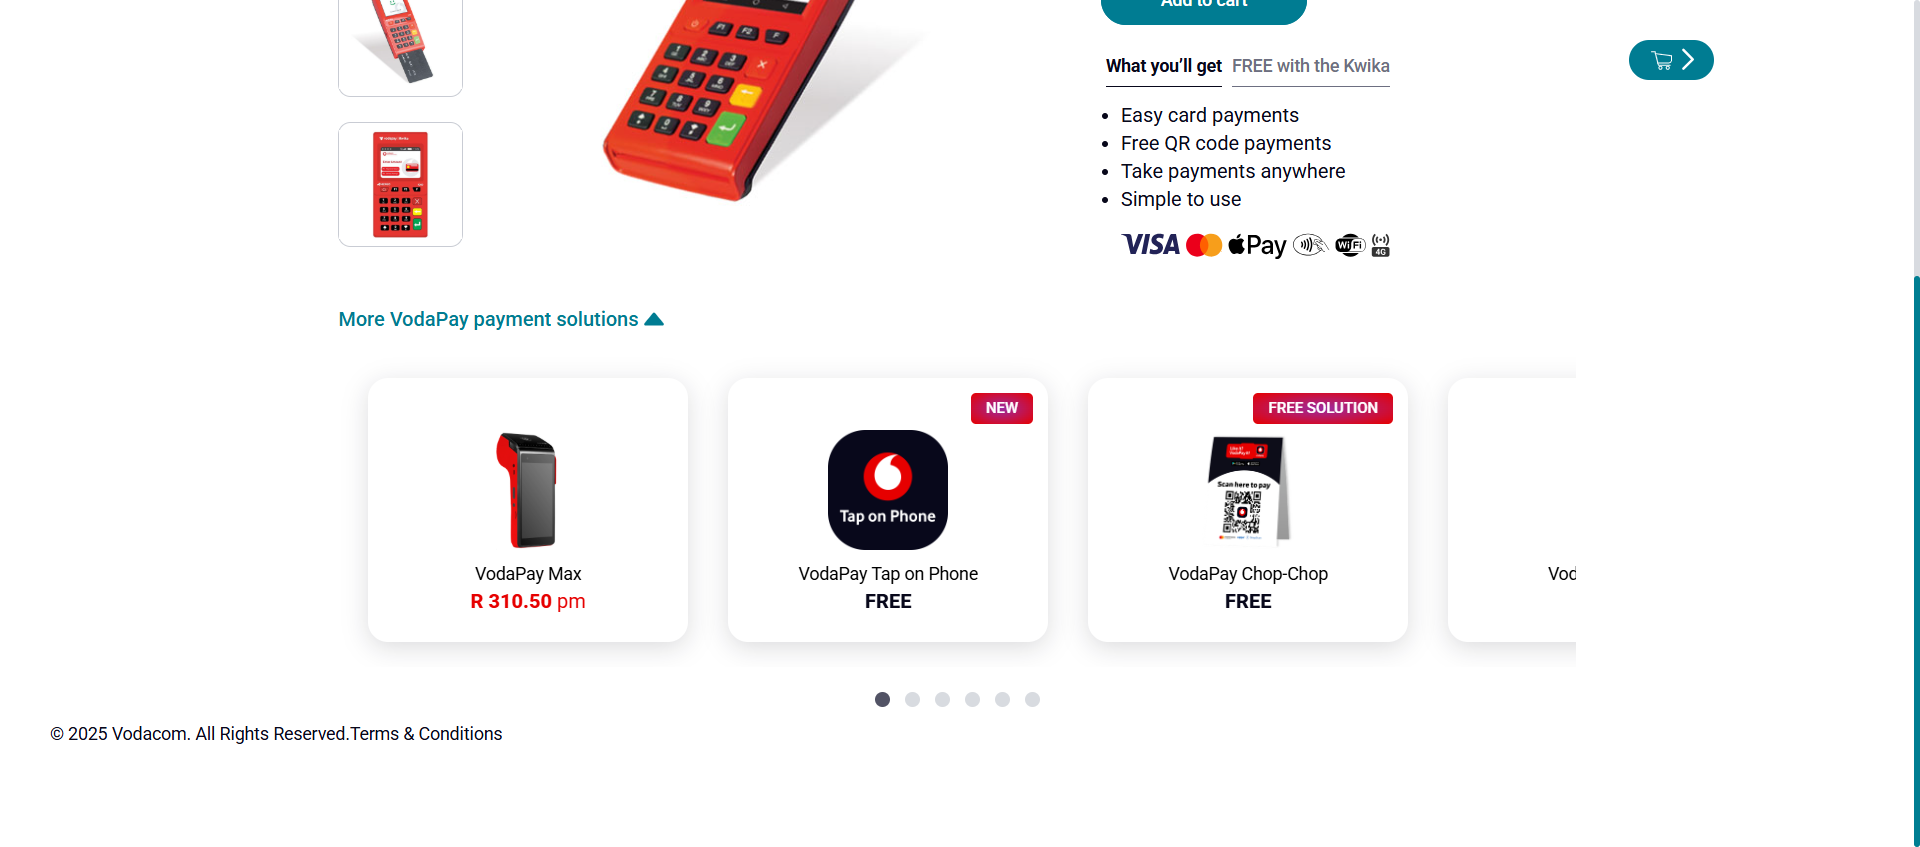 Add to cart
What you’ll get FREE with the Kwika
Easy card payments
Free QR code payments
Take payments anywhere
Simple to use
VISA Pay WiFi 4G
More VodaPay payment solutions
NEW
FREE SOLUTION
Tap on Phone
Scan here to pay
VodaPay Max
R 310.50 pm
VodaPay Tap on Phone
FREE
VodaPay Chop-Chop
FREE
© 2025 Vodacom. All Rights Reserved.Terms & Conditions